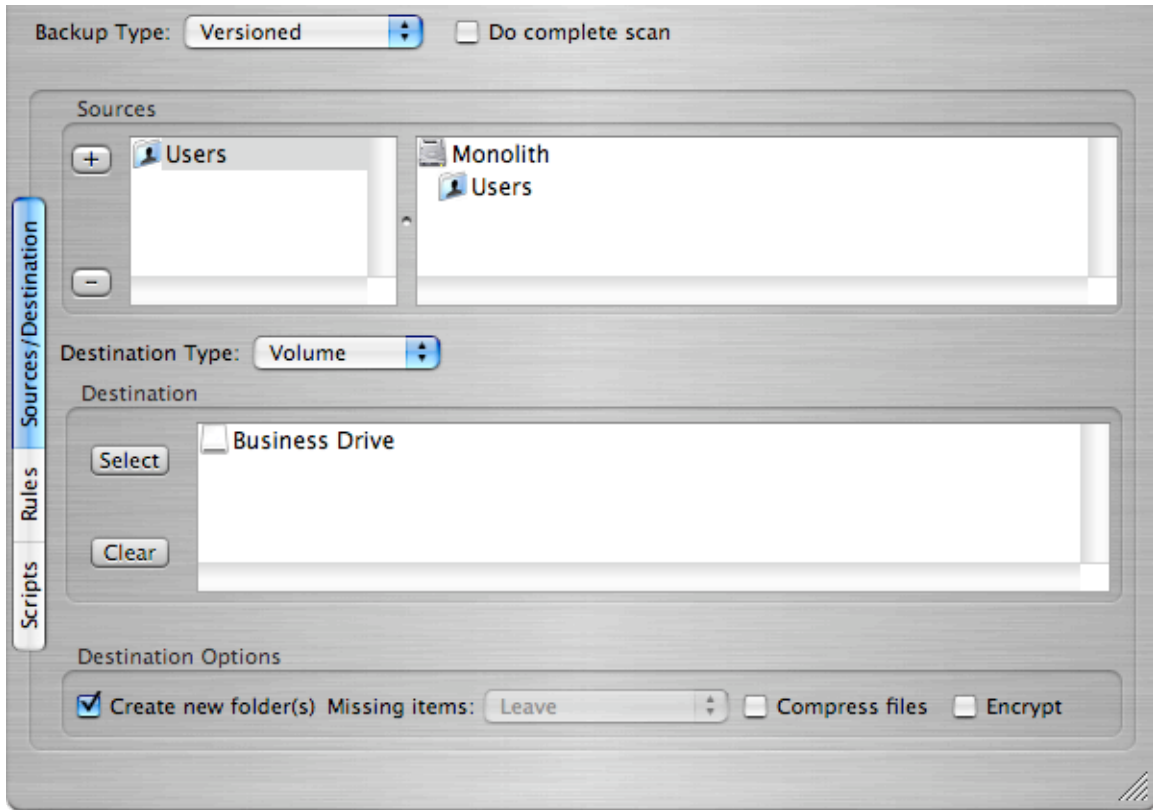 Backup Type: Versioned Do complete scan
Sources
+ Users Monolith
Users
-
Sources/Destination
Rules
Scripts
Destination Type: Volume
Destination
Select Business Drive
Clear
Destination Options
Create new folder(s) Missing items: Leave Compress files Encrypt